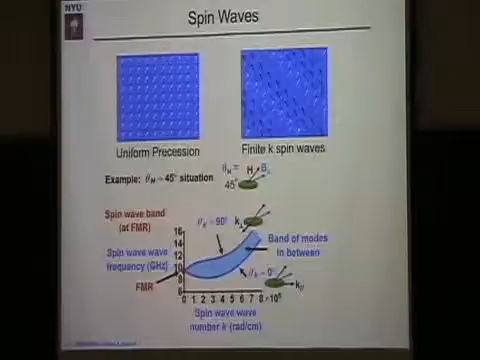 NYU
Spin Waves
Uniform Precession
Finite k spin waves
Example: θH = 45° situation
θH =
45°
H
Spin wave band
(at FMR)
θk = 90°
k
Spin wave wave
frequency (GHz)
16
14
12
10
8
6
Band of modes
in between
θk = 0°
k//
FMR
0 1 2 3 4 5 6 7 8 ×10⁵
Spin wave wave
number k (rad/cm)